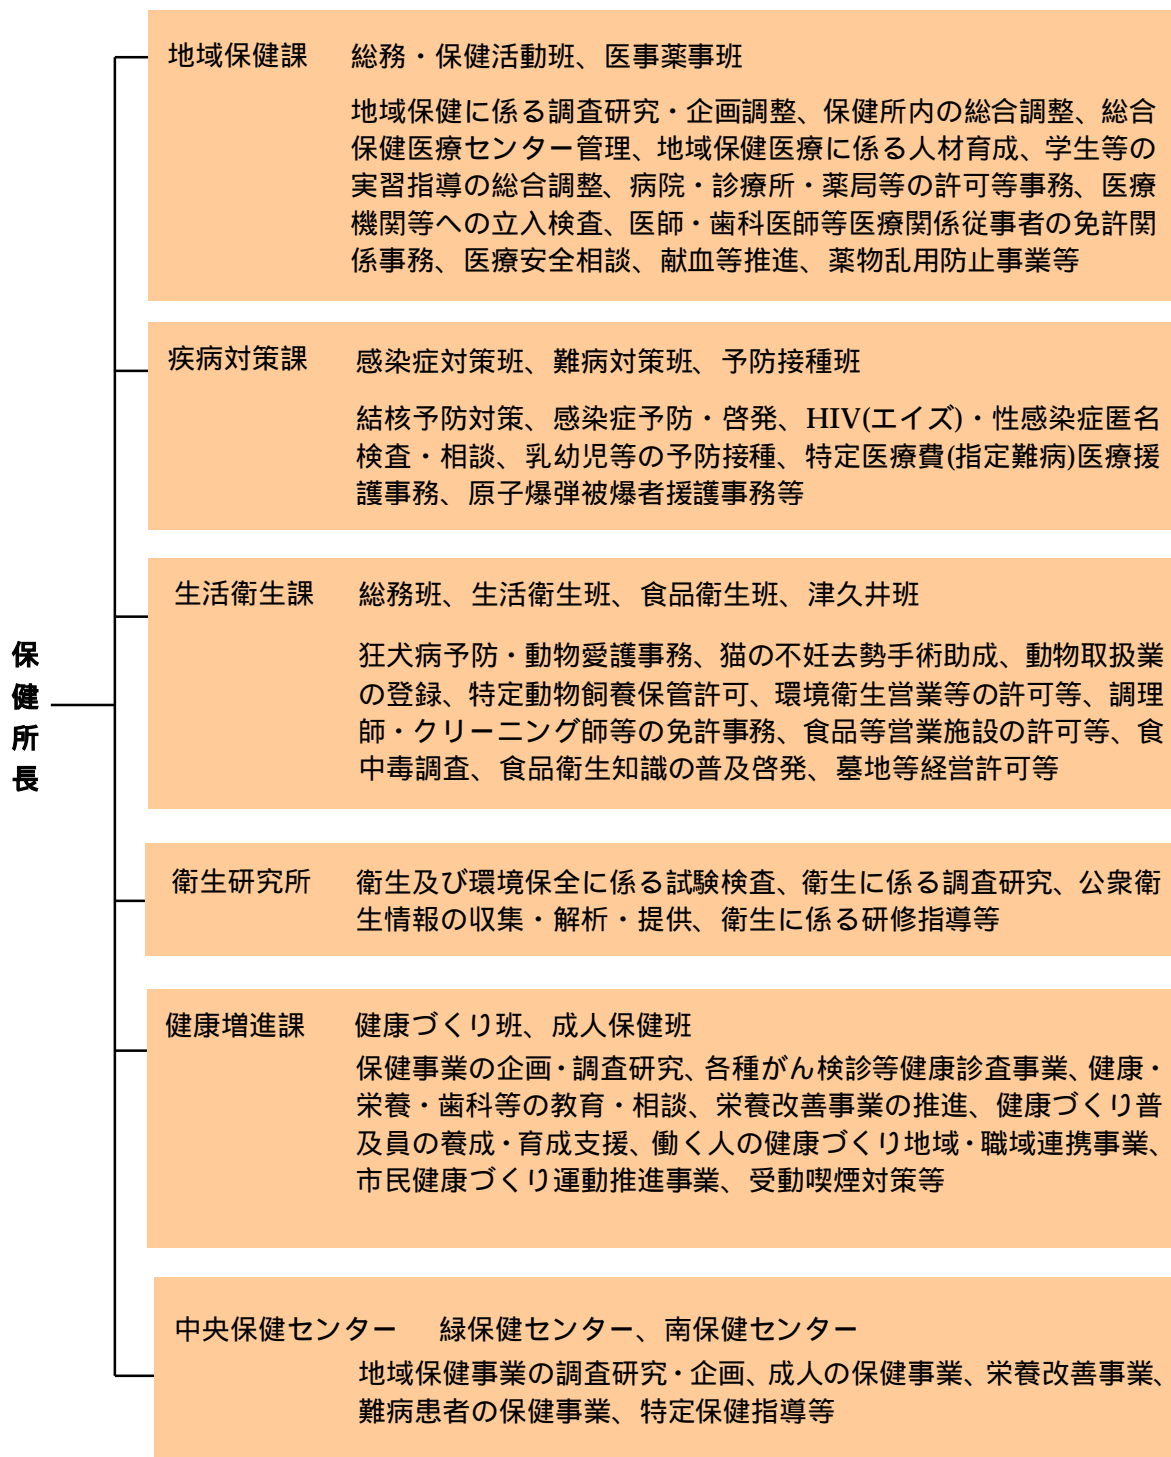 保健所長
地域保健課 総務・保健活動班、医事薬事班
地域保健に係る調査研究・企画調整、保健所内の総合調整、総合
保健医療センター管理、地域保健医療に係る人材育成、学生等の
実習指導の総合調整、病院・診療所・薬局等の許可等事務、医療
機関等への立入検査、医師・歯科医師等医療関係従事者の免許関
係事務、医療安全相談、献血等推進、薬物乱用防止事業等
疾病対策課 感染症対策班、難病対策班、予防接種班
結核予防対策、感染症予防・啓発、HIV(エイズ)・性感染症匿名
検査・相談、乳幼児等の予防接種、特定医療費(指定難病)医療援
護事務、原子爆弾被爆者援護事務等
生活衛生課 総務班、生活衛生班、食品衛生班、津久井班
狂犬病予防・動物愛護事務、猫の不妊去勢手術助成、動物取扱業
の登録、特定動物飼養保管許可、環境衛生営業等の許可等、調理
師・クリーニング師等の免許事務、食品等営業施設の許可等、食
中毒調査、食品衛生知識の普及啓発、墓地等経営許可等
衛生研究所 衛生及び環境保全に係る試験検査、衛生に係る調査研究、公衆衛
生情報の収集・解析・提供、衛生に係る研修指導等
健康増進課 健康づくり班、成人保健班
保健事業の企画・調査研究、各種がん検診等健康診査事業、健康・
栄養・歯科等の教育・相談、栄養改善事業の推進、健康づくり普
及員の養成・育成支援、働く人の健康づくり地域・職域連携事業、
市民健康づくり運動推進事業、受動喫煙対策等
中央保健センター 緑保健センター、南保健センター
地域保健事業の調査研究・企画、成人の保健事業、栄養改善事業、
難病患者の保健事業、特定保健指導等